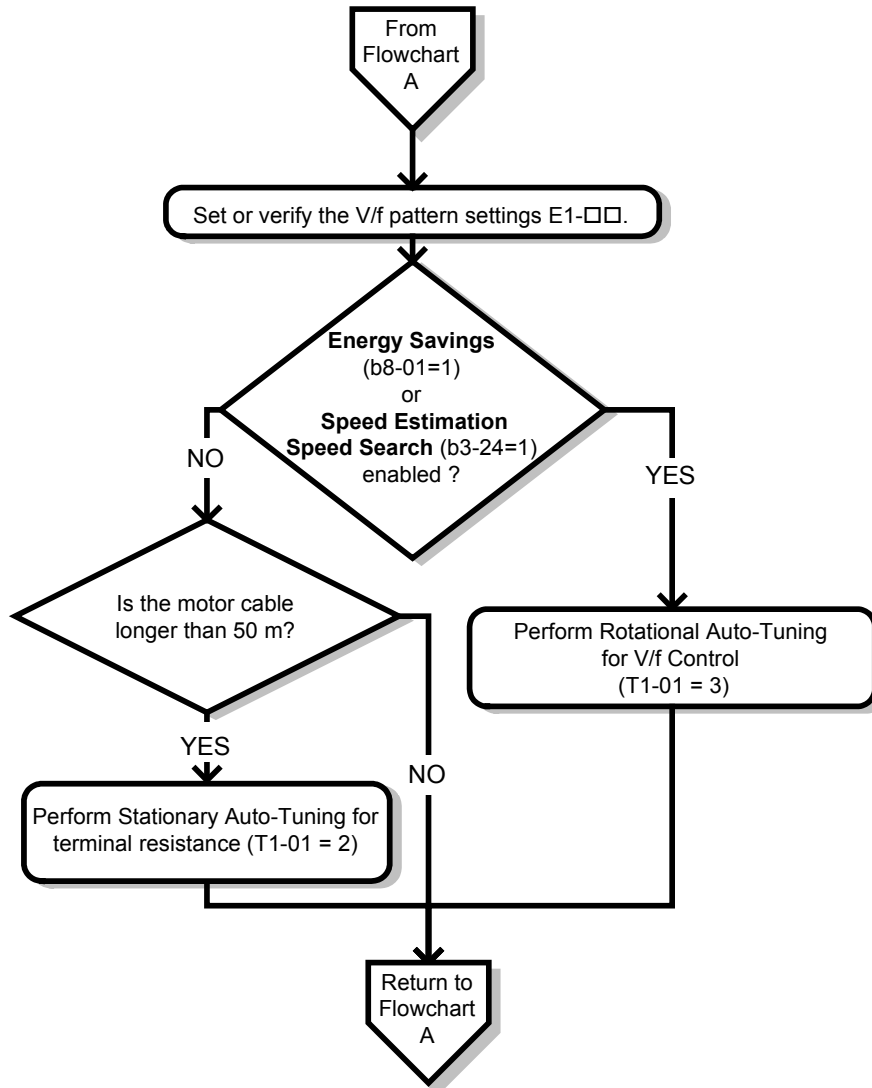 From
Flowchart
A
Set or verify the V/f pattern settings E1-□□.
Energy Savings
(b8-01=1)
or
Speed Estimation
Speed Search (b3-24=1)
enabled ?
NO
YES
Is the motor cable
longer than 50 m?
Perform Rotational Auto-Tuning
for V/f Control
(T1-01 = 3)
YES
NO
Perform Stationary Auto-Tuning for
terminal resistance (T1-01 = 2)
Return to
Flowchart
A